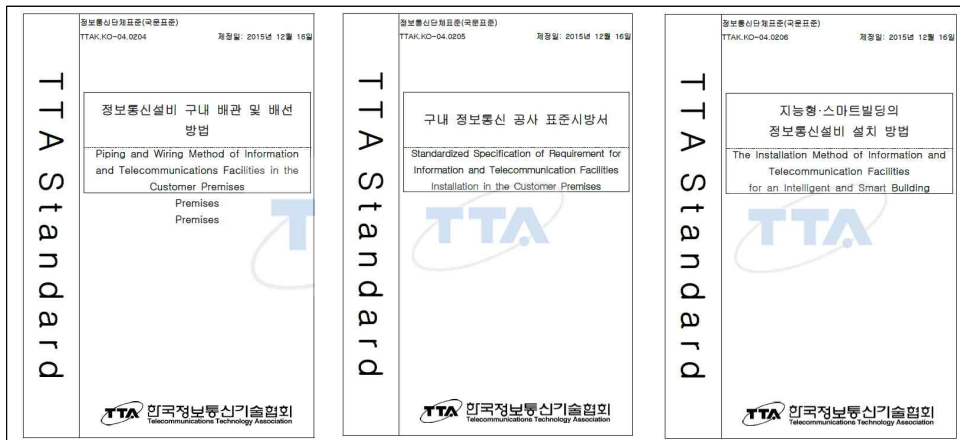 정보통신단체표준(국문표준)
TTAK.KO-04.0204 제정일: 2015년 12월 16일
TTA Standard
정보통신설비 구내 배관 및 배선
방법
Piping and Wiring Method of Information
and Telecommunications Facilities in the
Customer Premises
Premises
Premises
TTA
TTA 한국정보통신기술협회
Telecommunications Technology Association
정보통신단체표준(국문표준)
TTAK.KO-04.0205 제정일: 2015년 12월 16일
TTA Standard
구내 정보통신 공사 표준시방서
Standardized Specification of Requirement for
Information and Telecommunication Facilities
Installation in the Customer Premises
TTA
TTA 한국정보통신기술협회
Telecommunications Technology Association
정보통신단체표준(국문표준)
TTAK.KO-04.0206 제정일: 2015년 12월 16일
TTA Standard
지능형·스마트빌딩의
정보통신설비 설치 방법
The Installation Method of Information and
Telecommunication Facilities
for an Intelligent and Smart Building
TTA
TTA 한국정보통신기술협회
Telecommunications Technology Association